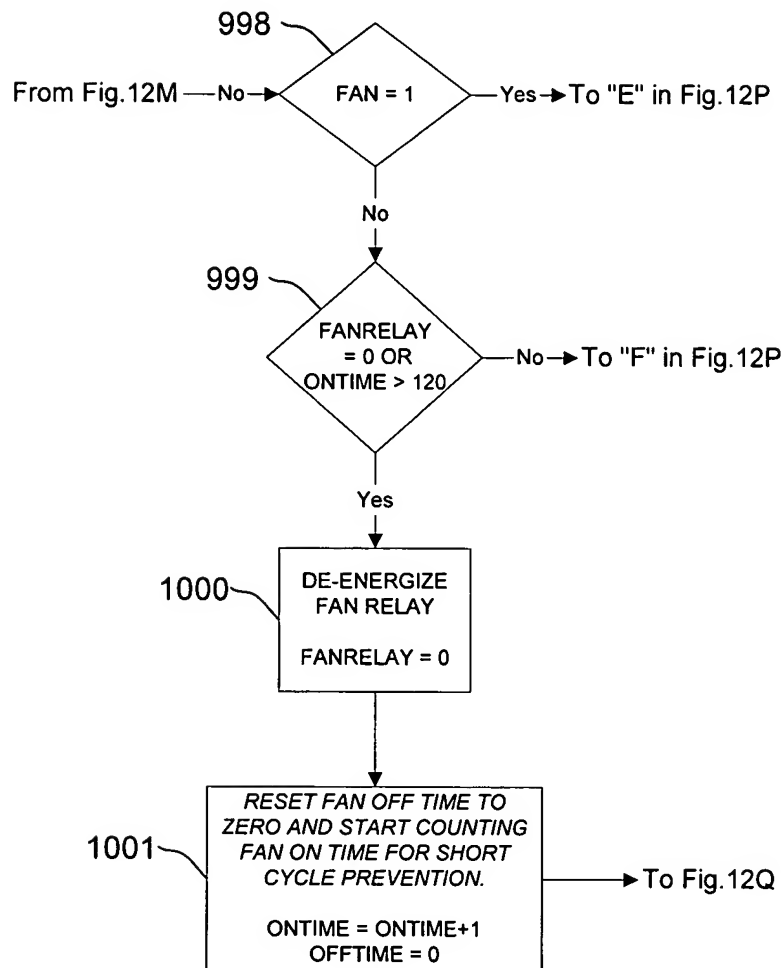 998
From Fig.12M
No
FAN = 1
Yes
To "E" in Fig.12P
No
999
FANRELAY
= 0 OR
ONTIME > 120
No
To "F" in Fig.12P
Yes
1000
DE-ENERGIZE
FAN RELAY
FANRELAY = 0
1001
RESET FAN OFF TIME TO
ZERO AND START COUNTING
FAN ON TIME FOR SHORT
CYCLE PREVENTION.
ONTIME = ONTIME+1
OFFTIME = 0
To Fig.12Q